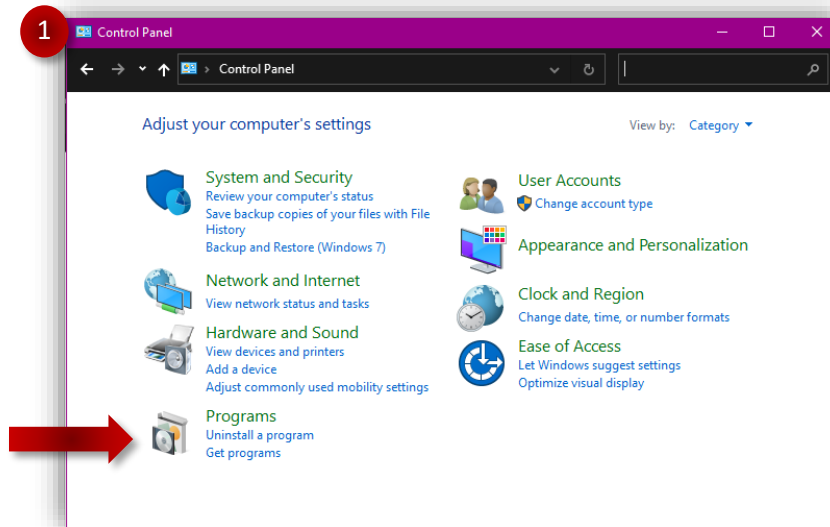 1
Control Panel
Control Panel
Adjust your computer's settings
View by: Category
System and Security
Review your computer's status
Save backup copies of your files with File
History
Backup and Restore (Windows 7)
Network and Internet
View network status and tasks
Hardware and Sound
View devices and printers
Add a device
Adjust commonly used mobility settings
Programs
Uninstall a program
Get programs
User Accounts
Change account type
Appearance and Personalization
Clock and Region
Change date, time, or number formats
Ease of Access
Let Windows suggest settings
Optimize visual display